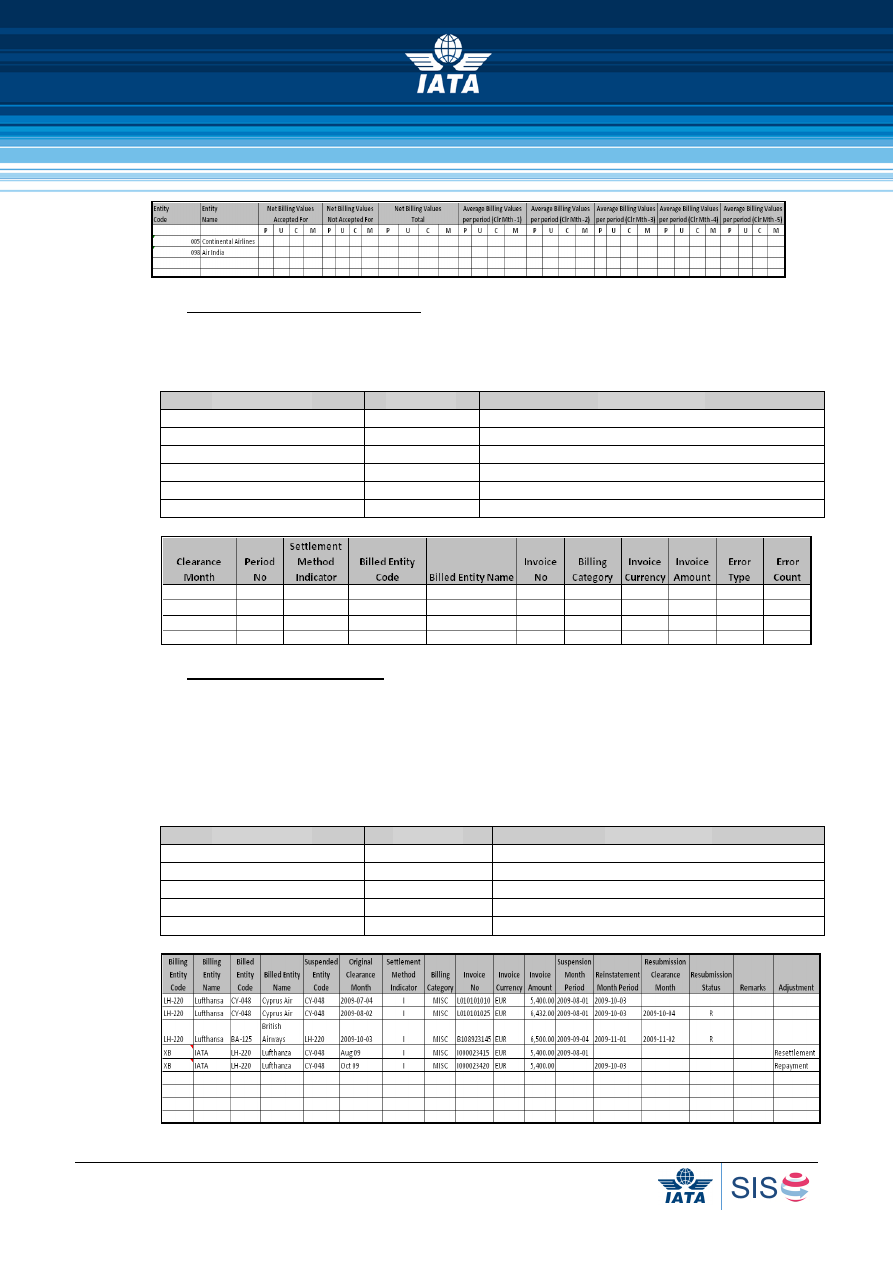 IATA
Entity Code Entity Name Net Billing Values Accepted For Net Billing Values Not Accepted For Net Billing Values Total Average Billing Values per period (Clr Mth -1) Average Billing Values per period (Clr Mth -2) Average Billing Values per period (Clr Mth -3) Average Billing Values per period (Clr Mth -4) Average Billing Values per period (Clr Mth -5)
P U C M P U C M P U C M P U C M P U C M P U C M P U C M P U C M
005 Continental Airlines
098 Air India
Clearance Month Period No Settlement Method Indicator Billed Entity Code Billed Entity Name Invoice No Billing Category Invoice Currency Invoice Amount Error Type Error Count
Billing Entity Code Billing Entity Name Billed Entity Code Billed Entity Name Suspended Entity Code Original Clearance Month Settlement Method Indicator Billing Category Invoice No Invoice Currency Invoice Amount Suspension Month Period Reinstatement Month Period Resubmission Clearance Month Resubmission Status Remarks Adjustment
LH-220 Lufthansa CY-048 Cyprus Air CY-048 2009-07-04 I MISC L010101010 EUR 5,400.00 2009-08-01 2009-10-03
LH-220 Lufthansa CY-048 Cyprus Air CY-048 2009-08-02 I MISC L010101025 EUR 6,432.00 2009-08-01 2009-10-03 2009-10-04 R
LH-220 Lufthansa BA-125 British Airways LH-220 2009-10-03 I MISC B108923145 EUR 6,500.00 2009-09-04 2009-11-01 2009-11-02 R
XB IATA LH-220 Lufthanza CY-048 Aug 09 I MISC I000023415 EUR 5,400.00 2009-08-01 Resettlement
XB IATA LH-220 Lufthanza CY-048 Oct 09 I MISC I000023420 EUR 5,400.00 2009-10-03 Repayment
IATA SIS